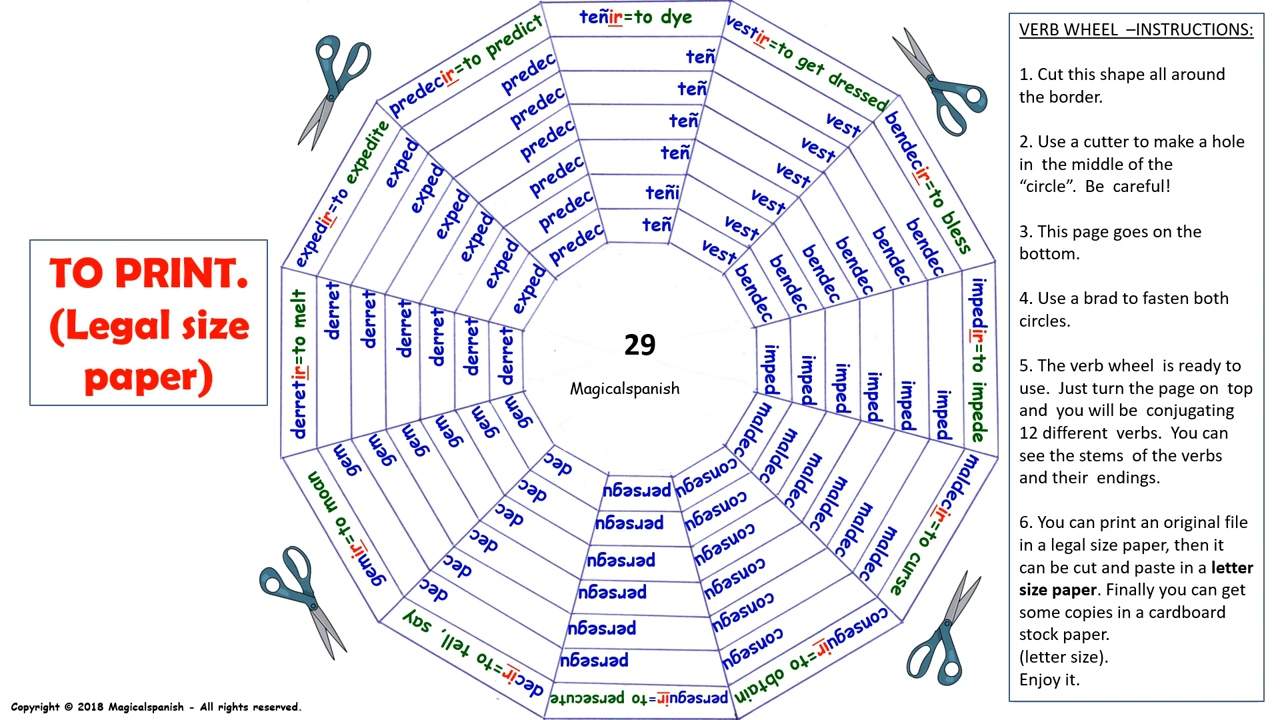 TO PRINT.
(Legal size
paper)
teñir=to dye
teñ
teñ
teñ
teñ
teñi
teñ
vestir=to get dressed
vest
vest
vest
vest
vest
vest
bendecir=to bless
bendec
bendec
bendec
bendec
bendec
bendec
impedir=to impede
imped
imped
imped
imped
imped
imped
maldecir=to curse
maldec
maldec
maldec
maldec
maldec
maldec
conseguir=to obtain
consegu
consegu
consegu
consegu
consegu
consegu
perseguir=to persecute
persegu
persegu
persegu
persegu
persegu
persegu
decir=to tell, say
dec
dec
dec
dec
dec
dec
gemir=to moan
gem
gem
gem
gem
gem
gem
derretir=to melt
derret
derret
derret
derret
derret
derret
expedir=to expedite
exped
exped
exped
exped
exped
exped
predecir=to predict
predec
predec
predec
predec
predec
predec
29
Magicalspanish
VERB WHEEL –INSTRUCTIONS:
1. Cut this shape all around
the border.
2. Use a cutter to make a hole
in the middle of the
“circle”. Be careful!
3. This page goes on the
bottom.
4. Use a brad to fasten both
circles.
5. The verb wheel is ready to
use. Just turn the page on top
and you will be conjugating
12 different verbs. You can
see the stems of the verbs
and their endings.
6. You can print an original file
in a legal size paper, then it
can be cut and paste in a letter
size paper. Finally you can get
some copies in a cardboard
stock paper.
(letter size).
Enjoy it.
Copyright © 2018 Magicalspanish - All rights reserved.